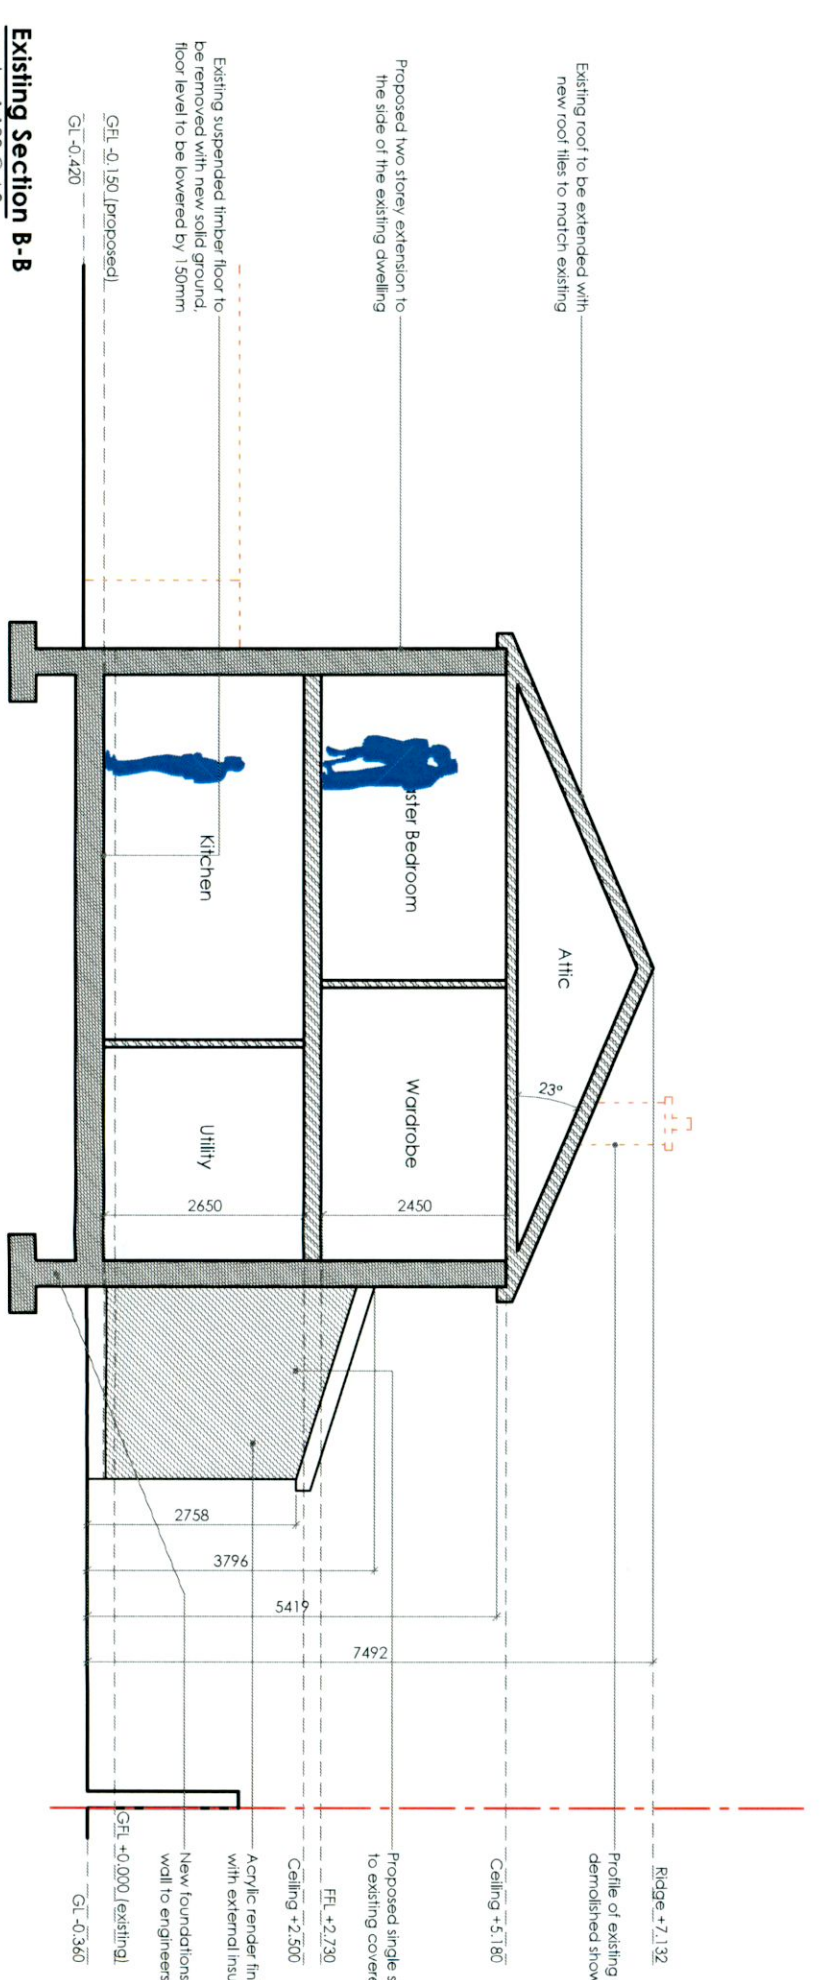 Existing roof to be extended with
new roof tiles to match existing
Proposed two storey extension to
the side of the existing dwelling
Existing suspended timber floor to
be removed with new solid ground,
floor level to be lowered by 150mm
GFL -0.150 (proposed)
GL -0.420
Attic
23°
ster Bedroom
Wardrobe
2450
Kitchen
Utility
2650
2758
3796
5419
7492
Ridge +7.132
Profile of existing
demolished show
Ceiling +5.180
Proposed single s
to existing covere
FFL +2.730
Ceiling +2.500
Acrylic render fin
with external insu
New foundations
wall to engineers
GFL +0.000 (existing)
GL -0.360
Existing Section B-B